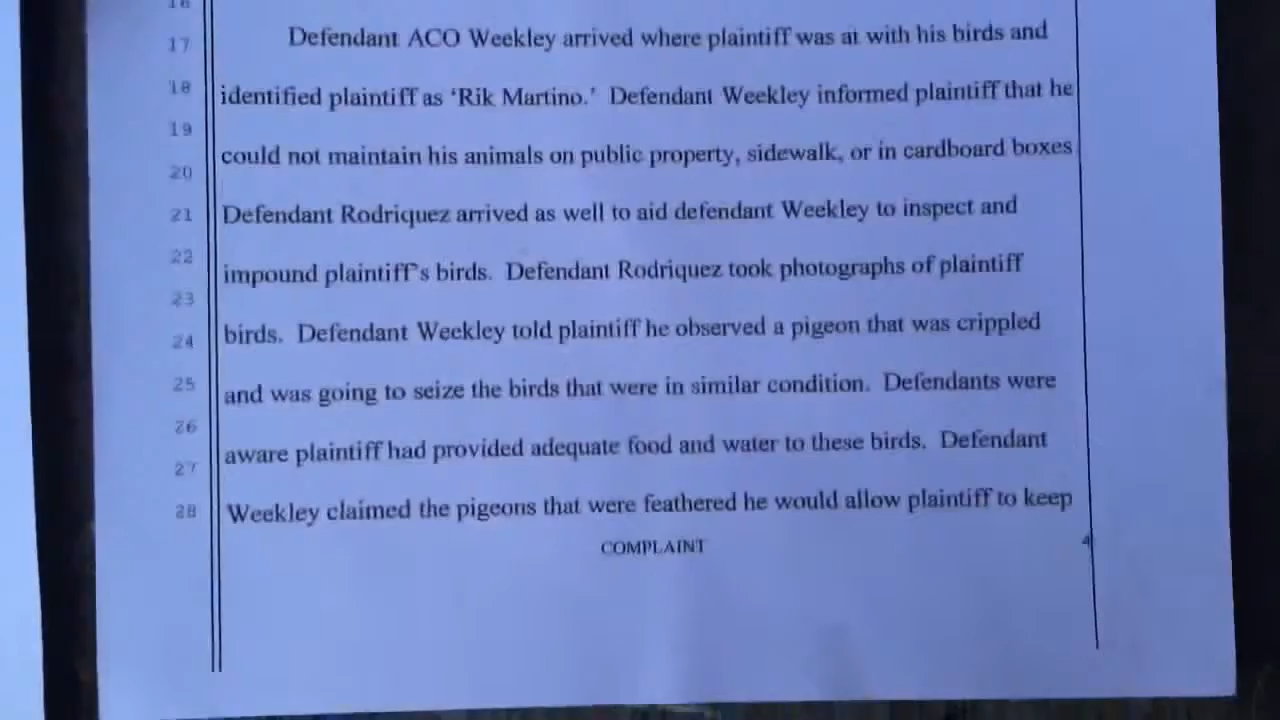 16
17 Defendant ACO Weekley arrived where plaintiff was at with his birds and
18 identified plaintiff as ‘Rik Martino.’ Defendant Weekley informed plaintiff that he
19
20 could not maintain his animals on public property, sidewalk, or in cardboard boxes
21 Defendant Rodriquez arrived as well to aid defendant Weekley to inspect and
22 impound plaintiff's birds. Defendant Rodriquez took photographs of plaintiff
23
24 birds. Defendant Weekley told plaintiff he observed a pigeon that was crippled
25 and was going to seize the birds that were in similar condition. Defendants were
26
27 aware plaintiff had provided adequate food and water to these birds. Defendant
28 Weekley claimed the pigeons that were feathered he would allow plaintiff to keep
COMPLAINT 4